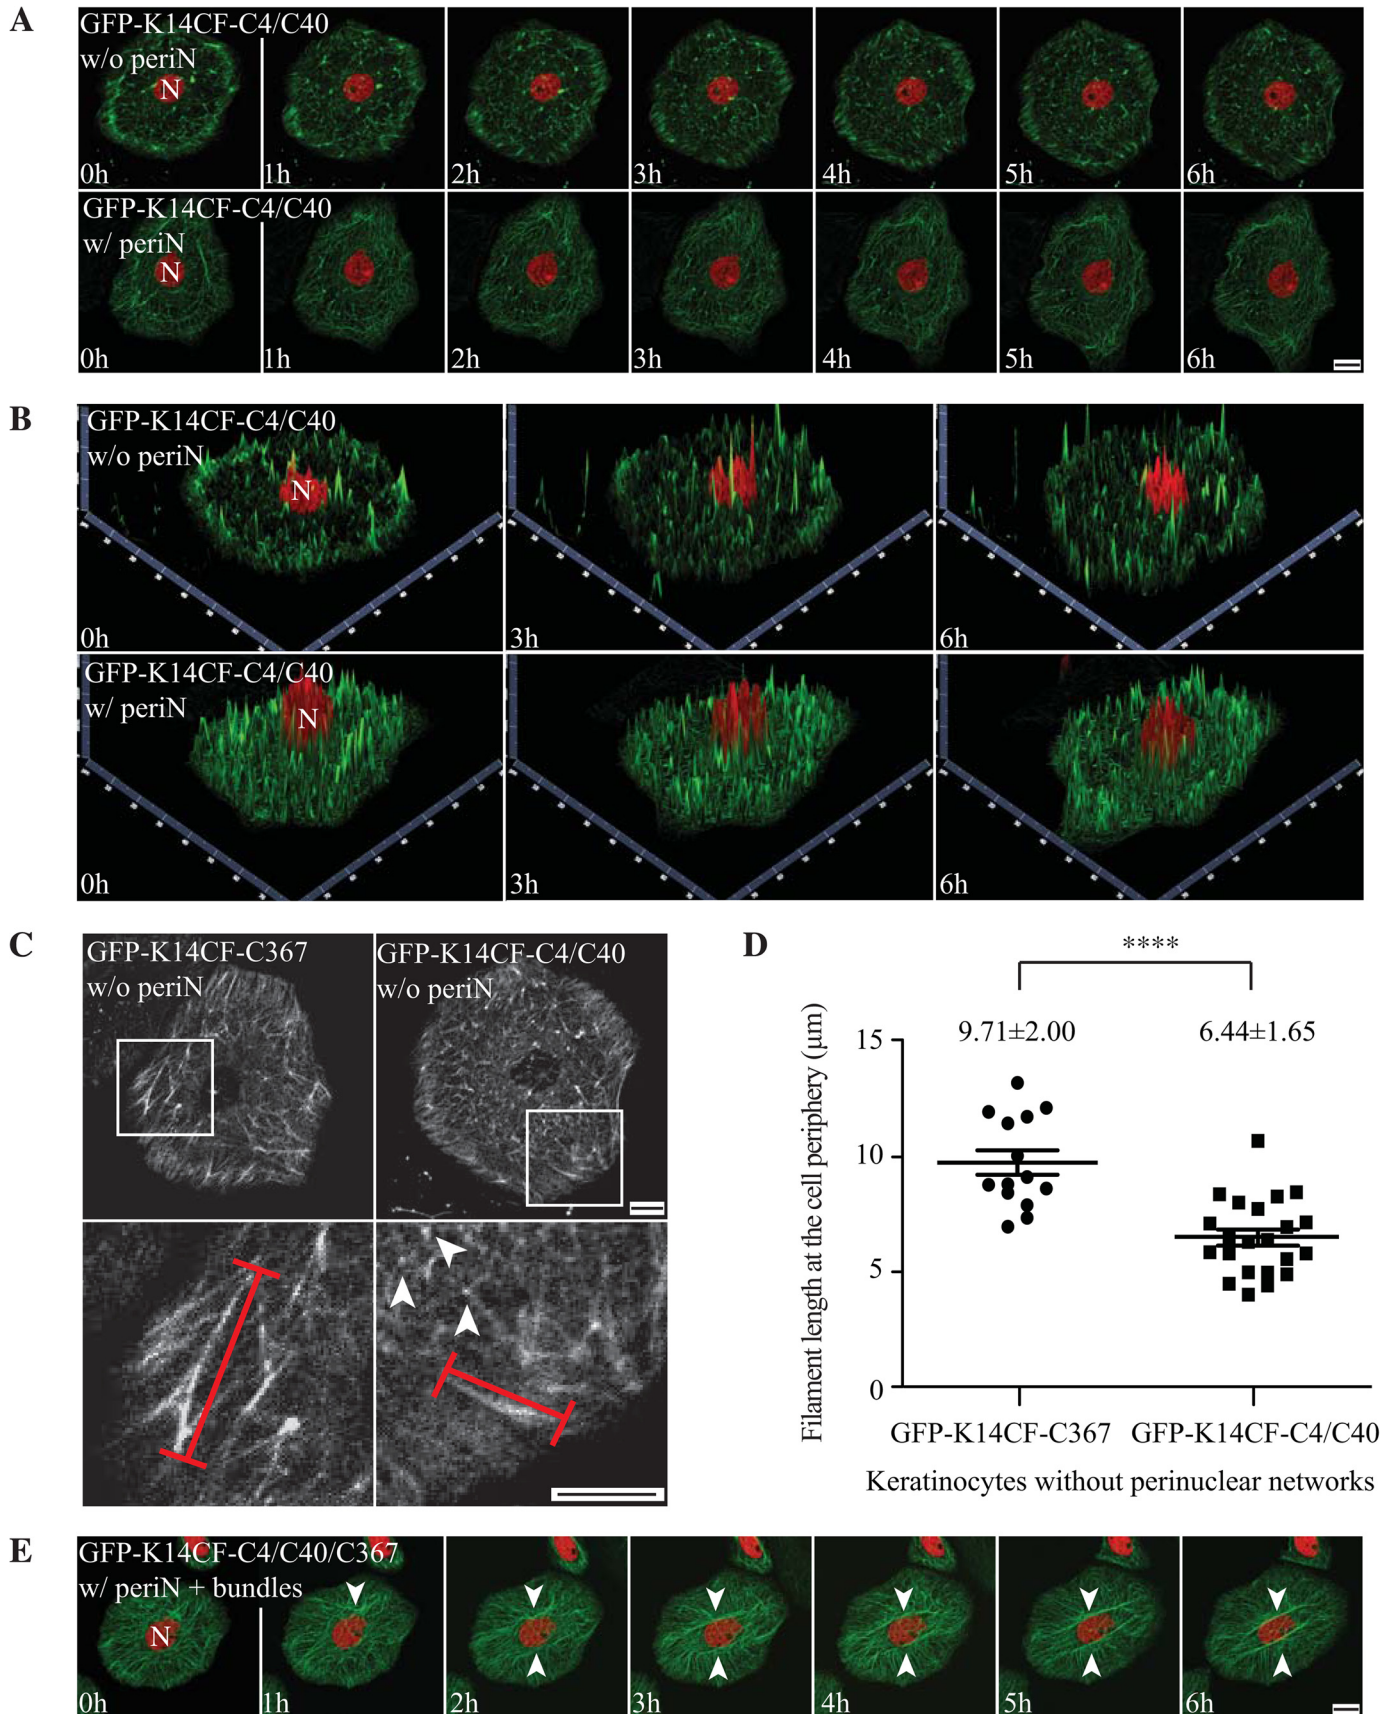 A
GFP-K14CF-C4/C40
w/o periN
N
0h
1h
2h
3h
4h
5h
6h
GFP-K14CF-C4/C40
w/ periN
N
0h
1h
2h
3h
4h
5h
6h
B
GFP-K14CF-C4/C40
w/o periN
N
0h
3h
6h
GFP-K14CF-C4/C40
w/ periN
N
0h
3h
6h
C
GFP-K14CF-C367
w/o periN
GFP-K14CF-C4/C40
w/o periN
D
****
9.71±2.00
6.44±1.65
Filament length at the cell periphery (µm)
15
10
5
0
GFP-K14CF-C367
GFP-K14CF-C4/C40
Keratinocytes without perinuclear networks
E
GFP-K14CF-C4/C40/C367
w/ periN + bundles
N
0h
1h
2h
3h
4h
5h
6h